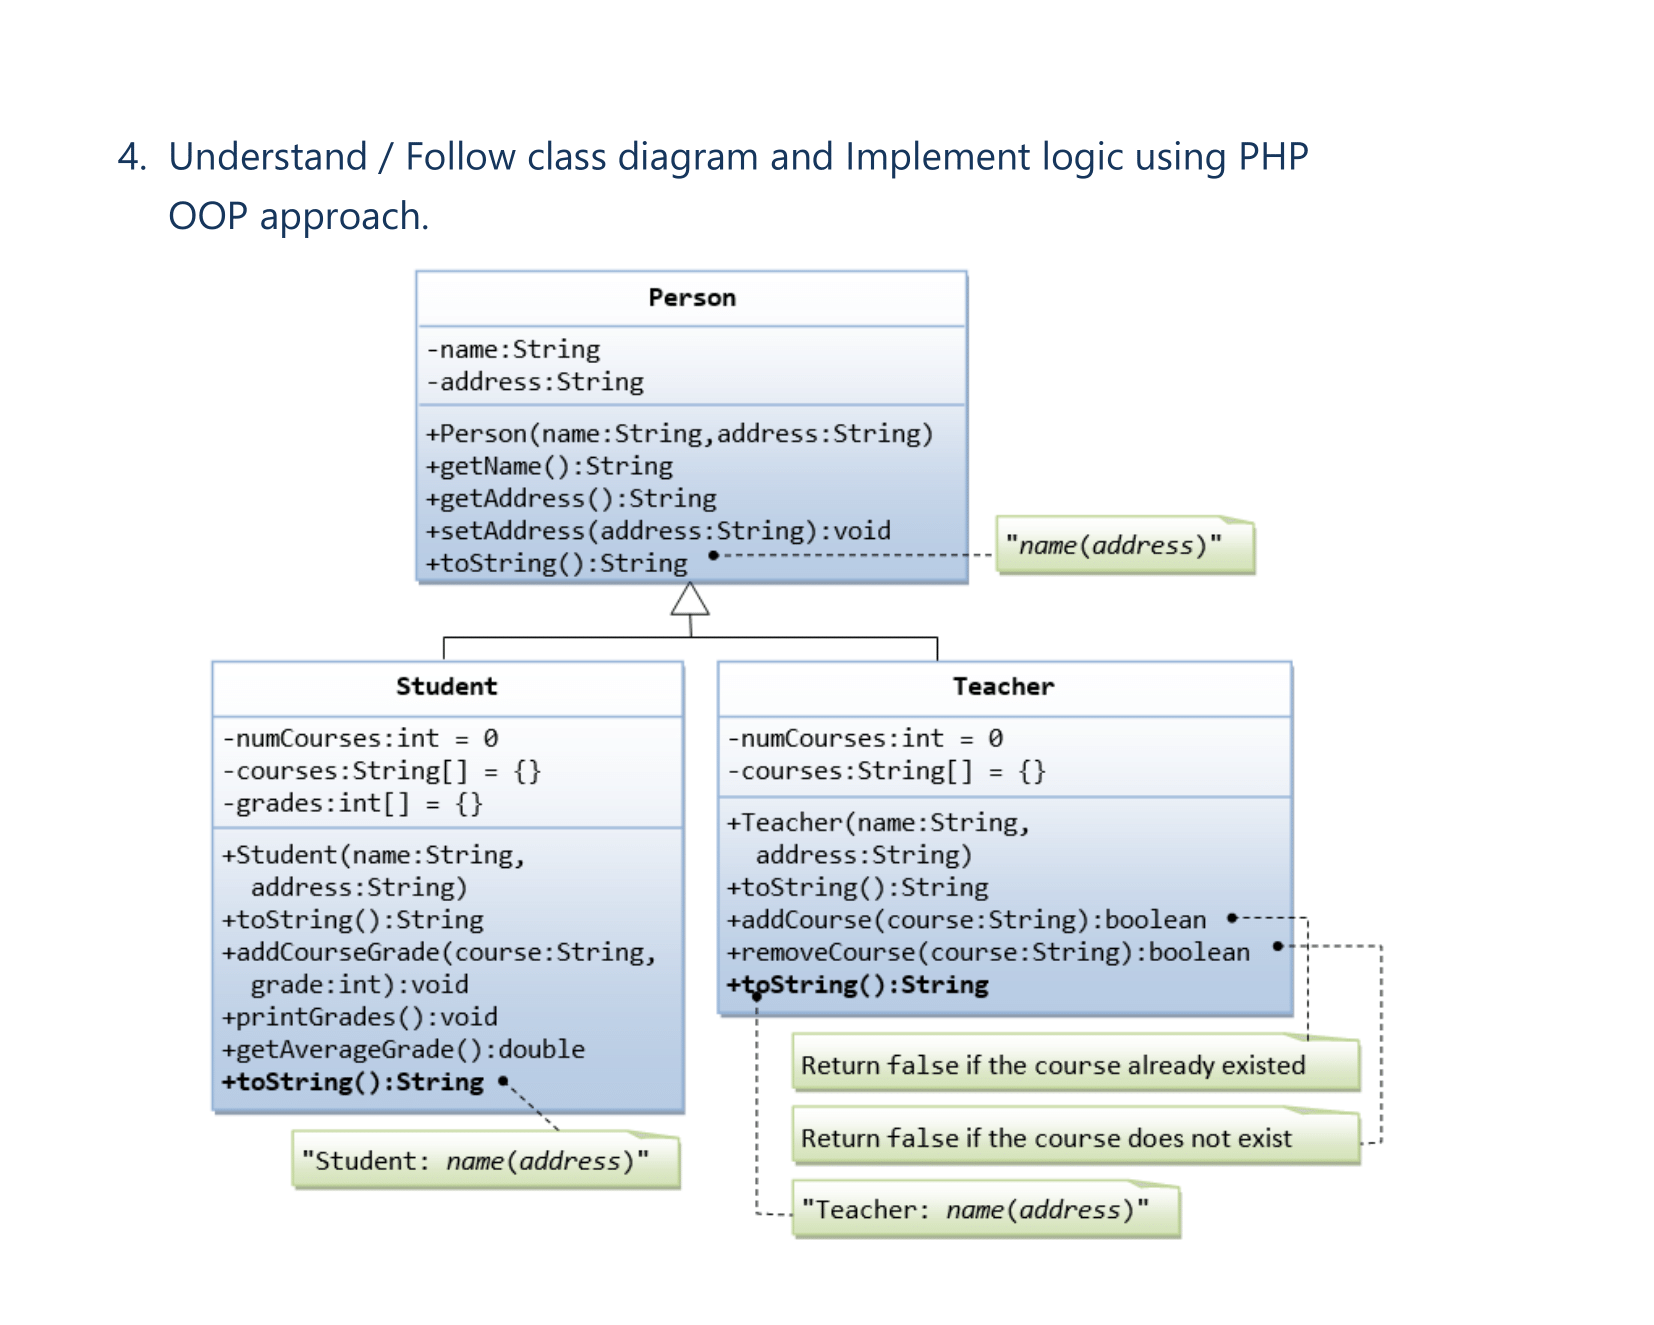 4. Understand / Follow class diagram and Implement logic using PHP
OOP approach.
Person
-name:String
-address:String
+Person(name:String,address:String)
+getName():String
+getAddress():String
+setAddress(address:String):void
+toString():String
"name(address)"
Student
-numCourses:int = 0
-courses:String[] = {}
-grades:int[] = {}
+Student(name:String,
address:String)
+toString():String
+addCourseGrade(course:String,
grade:int):void
+printGrades():void
+getAverageGrade():double
+toString():String
"Student: name(address)"
Teacher
-numCourses:int = 0
-courses:String[] = {}
+Teacher(name:String,
address:String)
+toString():String
+addCourse(course:String):boolean
+removeCourse(course:String):boolean
+toString():String
Return false if the course already existed
Return false if the course does not exist
"Teacher: name(address)"